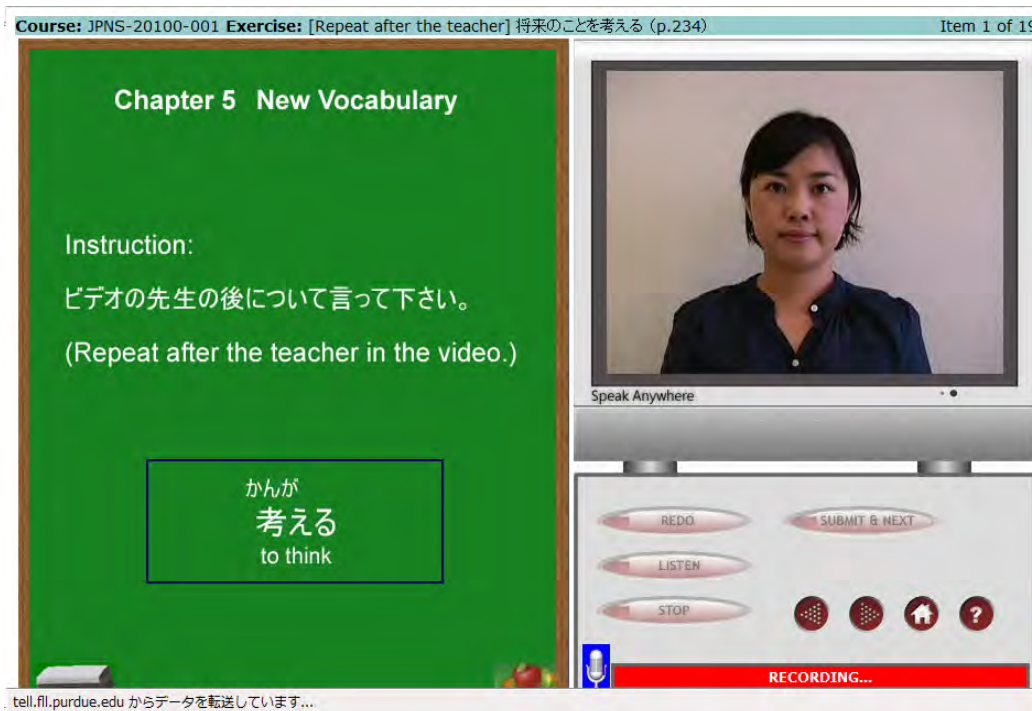 Course: JPNS-20100-001 Exercise: [Repeat after the teacher] 将来のことを考える (p.234)
Item 1 of 19
Chapter 5 New Vocabulary
Instruction:
ビデオの先生の後について言って下さい。
(Repeat after the teacher in the video.)
かんが
考える
to think
Speak Anywhere
REDO
SUBMIT & NEXT
LISTEN
STOP
?
RECORDING...
tell.fll.purdue.edu からデータを転送しています...